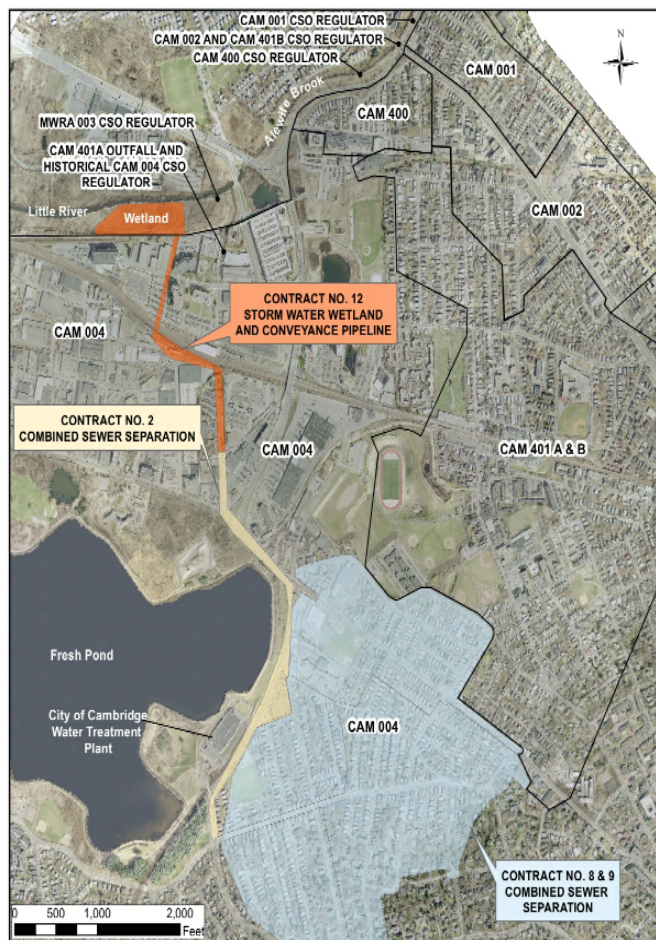 CAM 001 CSO REGULATOR
CAM 002 AND CAM 401B CSO REGULATOR
CAM 400 CSO REGULATOR
CAM 001
N
Alewife Brook
CAM 400
MWRA 003 CSO REGULATOR
CAM 401A OUTFALL AND
HISTORICAL CAM 004 CSO
REGULATOR
CAM 002
Little River
Wetland
CONTRACT NO. 12
STORM WATER WETLAND
AND CONVEYANCE PIPELINE
CAM 004
CONTRACT NO. 2
COMBINED SEWER SEPARATION
CAM 004
CAM 401 A & B
Fresh Pond
City of Cambridge
Water Treatment
Plant
CAM 004
CONTRACT NO. 8 & 9
COMBINED SEWER
SEPARATION
0 500 1,000 2,000
Feet